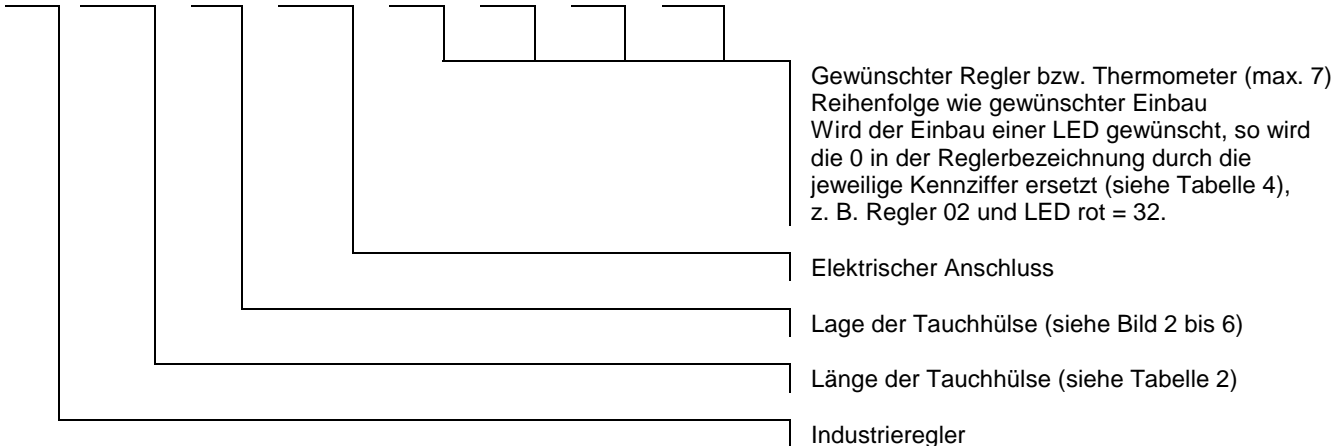 Gewünschter Regler bzw. Thermometer (max. 7)
Reihenfolge wie gewünschter Einbau
Wird der Einbau einer LED gewünscht, so wird
die 0 in der Reglerbezeichnung durch die
jeweilige Kennziffer ersetzt (siehe Tabelle 4),
z. B. Regler 02 und LED rot = 32.
Elektrischer Anschluss
Lage der Tauchhülse (siehe Bild 2 bis 6)
Länge der Tauchhülse (siehe Tabelle 2)
Industrieregler